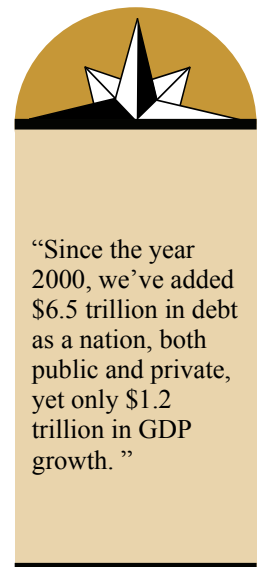 “Since the year
2000, we’ve added
$6.5 trillion in debt
as a nation, both
public and private,
yet only $1.2
trillion in GDP
growth. ”